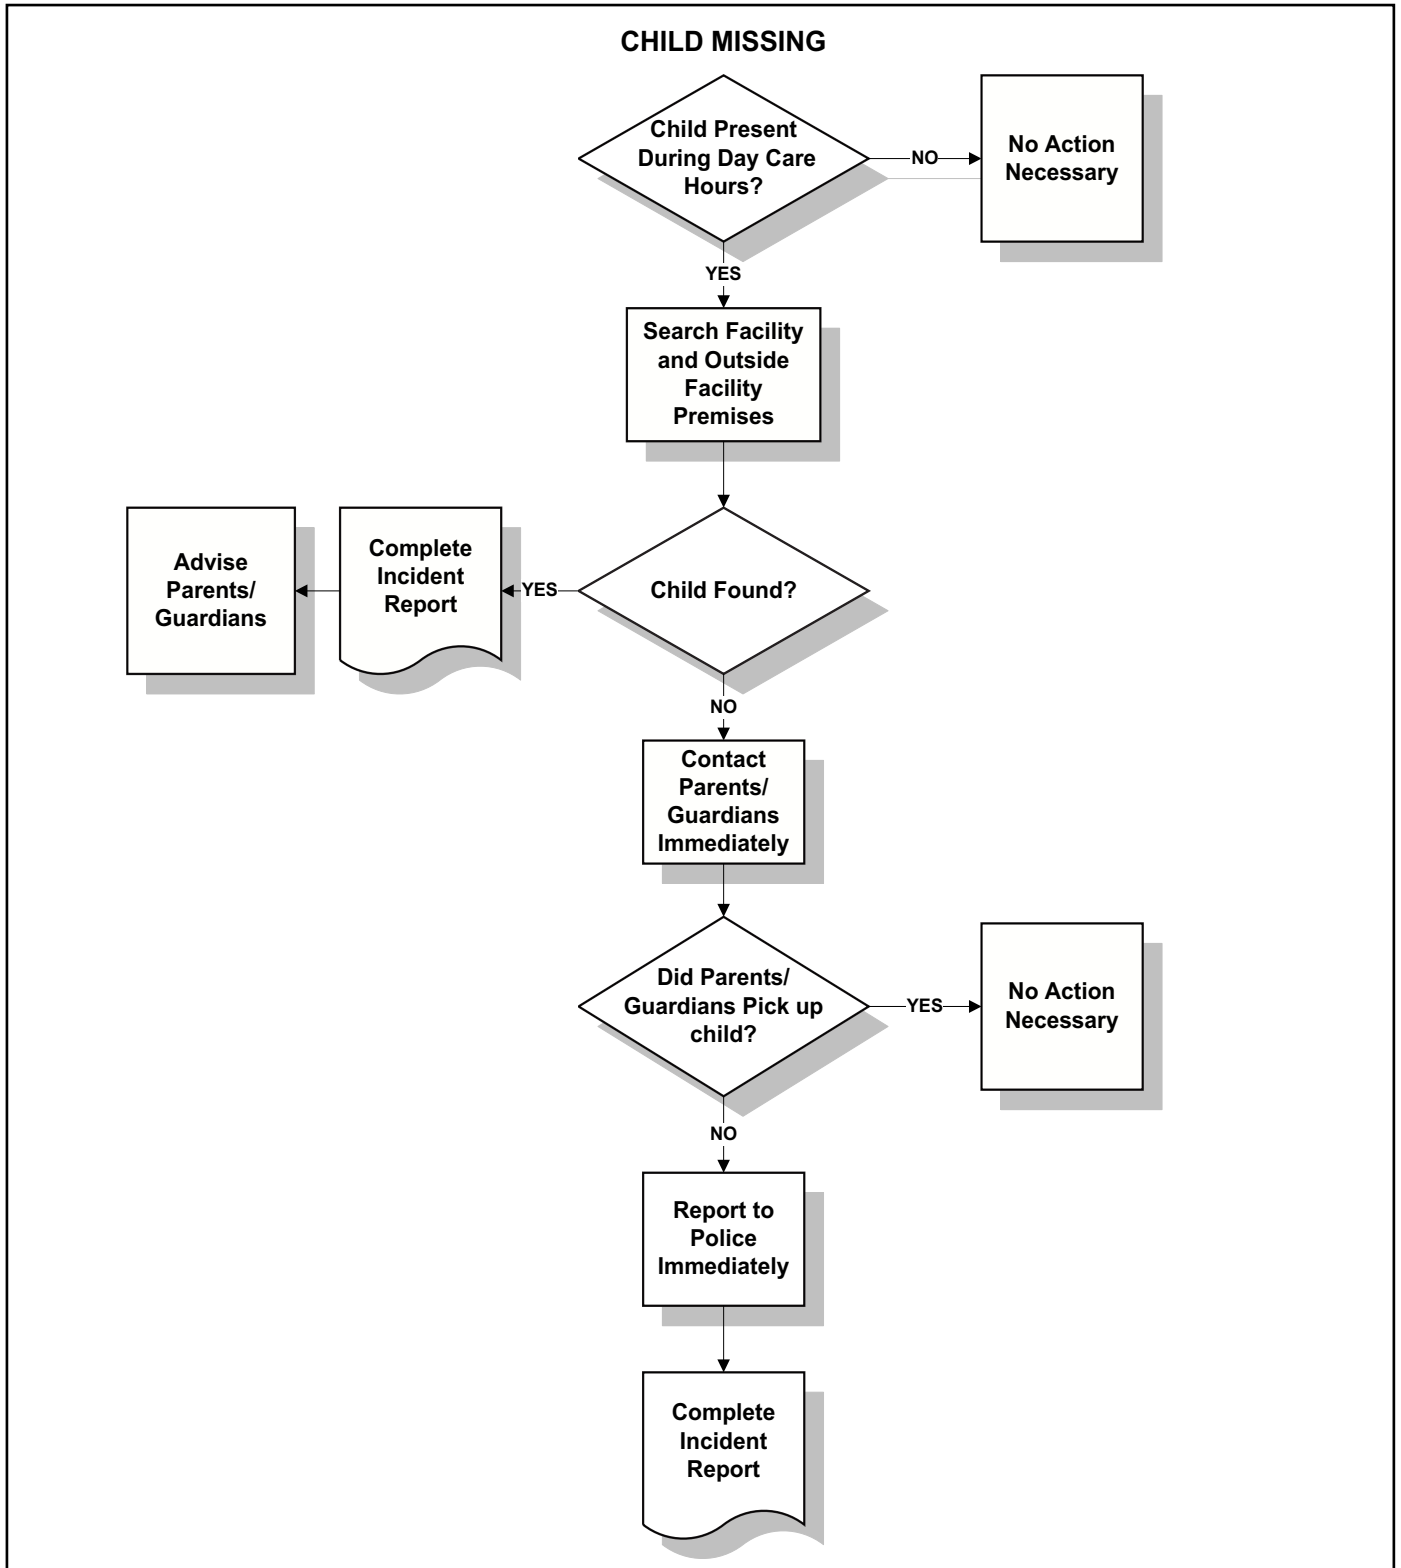 CHILD MISSING
Child Present
During Day Care
Hours?
NO
No Action
Necessary
YES
Search Facility
and Outside
Facility
Premises
Advise
Parents/
Guardians
Complete
Incident
Report
YES
Child Found?
NO
Contact
Parents/
Guardians
Immediately
Did Parents/
Guardians Pick up
child?
YES
No Action
Necessary
NO
Report to
Police
Immediately
Complete
Incident
Report